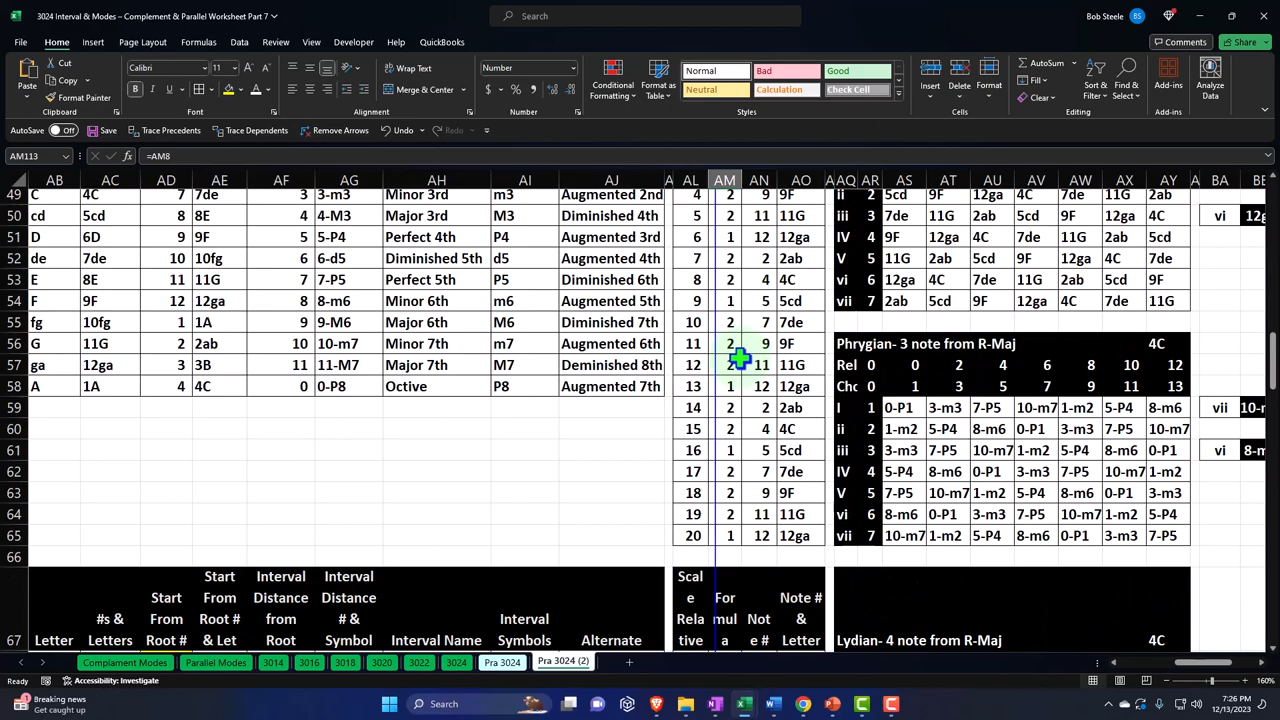 3024 Interval & Modes – Complement & Parallel Worksheet Part 7
Search
Bob Steele
BS
File Home Insert Page Layout Formulas Data Review View Developer Help QuickBooks
Comments Share
Cut
Copy
Paste
Format Painter
Clipboard
Calibri 11
Font
Wrap Text
Merge & Center
Alignment
Number
Number
Conditional Formatting
Format as Table
Normal Bad Good
Neutral Calculation Check Cell
Styles
Insert Delete Format
Cells
AutoSum
Fill
Clear
Sort & Filter
Find & Select
Editing
Add-ins
Add-ins
Analyze Data
AutoSave Off Save Trace Precedents Trace Dependents Remove Arrows Undo Redo
AM113 fx =AM8
AB AC AD AE AF AG AH AI AJ A AL AM AN AO A AQ AR AS AT AU AV AW AX AY BA
49 C 4C 7 7de 3 3-m3 Minor 3rd m3 Augmented 2nd 4 2 9 9F ii 2 5cd 9F 12ga 4C 7de 11G 2ab
50 cd 5cd 8 8E 4 4-M3 Major 3rd M3 Diminished 4th 5 2 11 11G iii 3 7de 11G 2ab 5cd 9F 12ga 4C vi
51 D 6D 9 9F 5 5-P4 Perfect 4th P4 Augmented 3rd 6 1 12 12ga IV 4 9F 12ga 4C 7de 11G 2ab 5cd
52 de 7de 10 10fg 6 6-d5 Diminished 5th d5 Augmented 4th 7 2 2 2ab V 5 11G 2ab 5cd 9F 12ga 4C 7de
53 E 8E 11 11G 7 7-P5 Perfect 5th P5 Diminished 6th 8 2 4 4C vi 6 12ga 4C 7de 11G 2ab 5cd 9F
54 F 9F 12 12ga 8 8-m6 Minor 6th m6 Augmented 5th 9 1 5 5cd vii 7 2ab 5cd 9F 12ga 4C 7de 11G
55 fg 10fg 1 1A 9 9-M6 Major 6th M6 Diminished 7th 10 2 7 7de
56 G 11G 2 2ab 10 10-m7 Minor 7th m7 Augmented 6th 11 2 9 9F Phrygian- 3 note from R-Maj 4C
57 ga 12ga 3 3B 11 11-M7 Major 7th M7 Deminished 8th 12 2 11 11G Rel 0 0 2 4 6 8 10 12
58 A 1A 4 4C 0 0-P8 Octive P8 Augmented 7th 13 1 12 12ga Chc 0 1 3 5 7 9 11 13
59 14 2 2 2ab I 1 0-P1 3-m3 7-P5 10-m7 1-m2 5-P4 8-m6 vii
60 15 2 4 4C ii 2 1-m2 5-P4 8-m6 0-P1 3-m3 7-P5 10-m7
61 16 1 5 5cd iii 3 3-m3 7-P5 10-m7 1-m2 5-P4 8-m6 0-P1 vi
62 17 2 7 7de IV 4 5-P4 8-m6 0-P1 3-m3 7-P5 10-m7 1-m2
63 18 2 9 9F V 5 7-P5 10-m7 1-m2 5-P4 8-m6 0-P1 3-m3
64 19 2 11 11G vi 6 8-m6 0-P1 3-m3 7-P5 10-m7 1-m2 5-P4
65 20 1 12 12ga vii 7 10-m7 1-m2 5-P4 8-m6 0-P1 3-m3 7-P5
66
Start Interval Interval Scal
Start From Distance Distance e For Note #
#s & From Root # from # & Interval Rela mul Not &
67 Letter Letters Root # & Let Root Symbol Interval Name Symbols Alternate tive a e # Letter Lydian- 4 note from R-Maj 4C
Complament Modes Parallel Modes 3014 3016 3018 3020 3022 3024 Pra 3024 Pra 3024 (2)
Ready Accessibility: Investigate 160%
Breaking news
Get caught up
Search
7:26 PM
12/13/2023